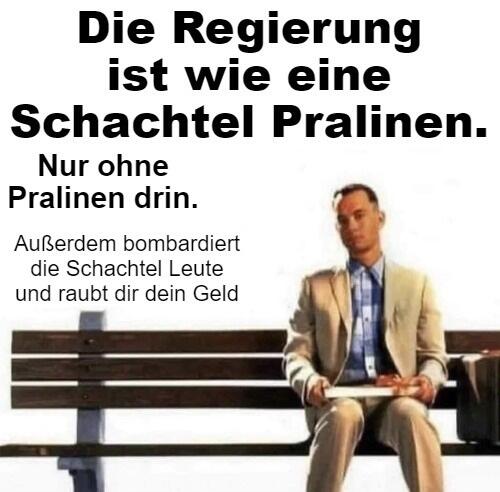 Die Regierung
ist wie eine
Schachtel Pralinen.
Nur ohne
Pralinen drin.
Außerdem bombardiert
die Schachtel Leute
und raubt dir dein Geld